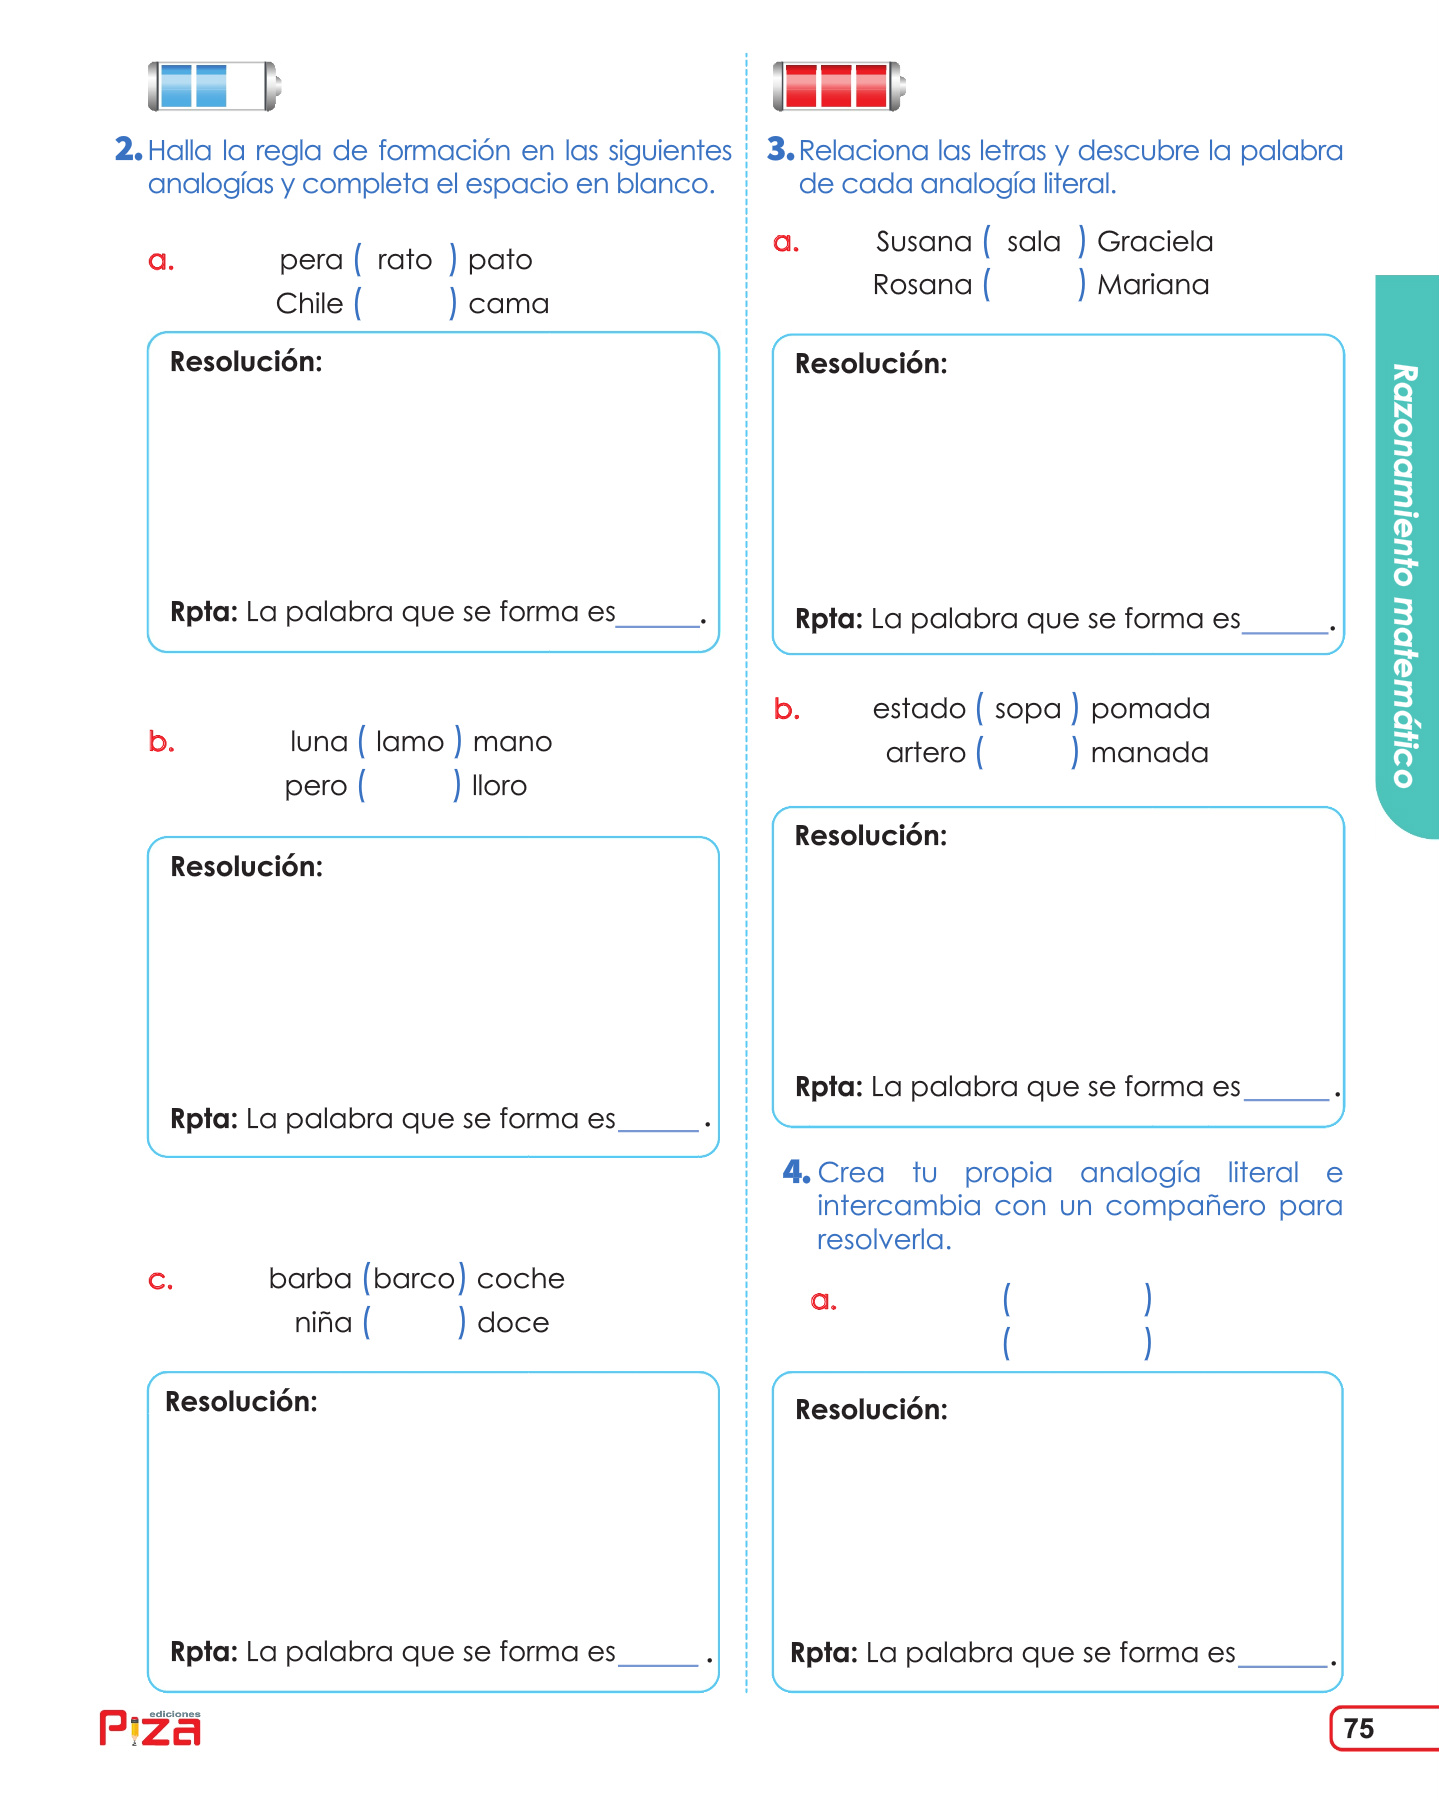 2. Halla la regla de formación en las siguientes
analogías y completa el espacio en blanco.
a. pera ( rato ) pato
Chile ( ) cama
Resolución:
Rpta: La palabra que se forma es______.
b. luna ( lamo ) mano
pero ( ) lloro
Resolución:
Rpta: La palabra que se forma es______.
c. barba (barco) coche
niña ( ) doce
Resolución:
Rpta: La palabra que se forma es______.
3. Relaciona las letras y descubre la palabra
de cada analogía literal.
a. Susana ( sala ) Graciela
Rosana ( ) Mariana
Resolución:
Rpta: La palabra que se forma es______.
b. estado ( sopa ) pomada
artero ( ) manada
Resolución:
Rpta: La palabra que se forma es______.
4. Crea tu propia analogía literal e
intercambia con un compañero para
resolverla.
a. ( )
( )
Resolución:
Rpta: La palabra que se forma es______.
Razonamiento matemático
ediciones
Piza
75